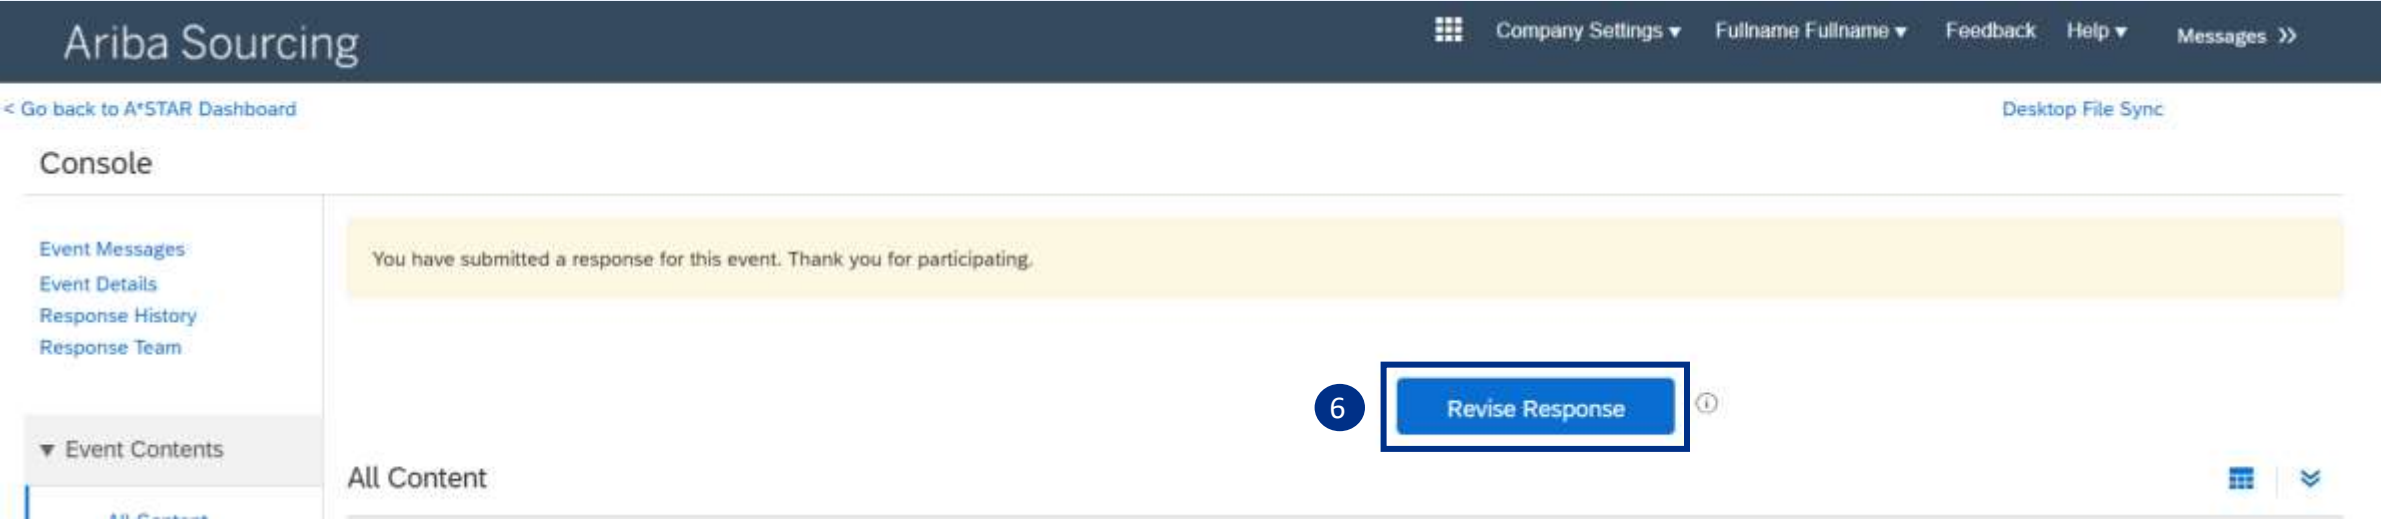 Ariba Sourcing
Company Settings ▾ Fullname Fullname ▾ Feedback Help ▾ Messages >>
< Go back to A*STAR Dashboard
Desktop File Sync
Console
Event Messages
Event Details
Response History
Response Team
You have submitted a response for this event. Thank you for participating.
6
Revise Response
▼ Event Contents
All Content
All Content